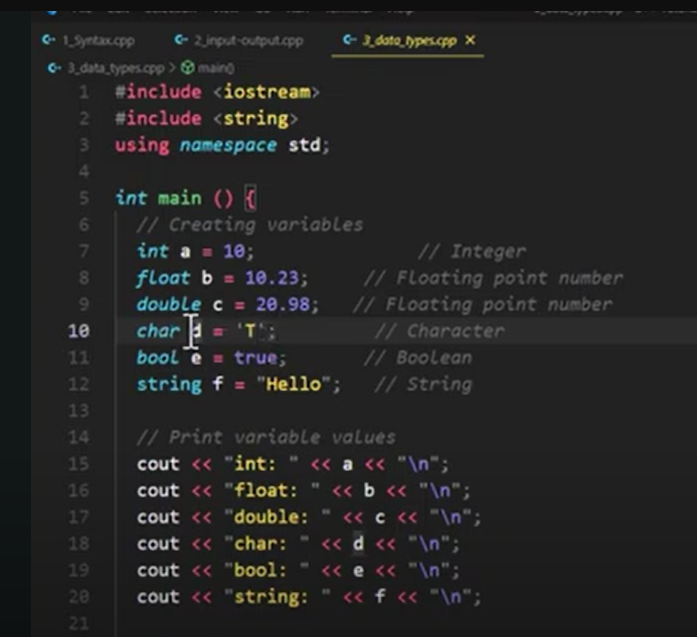 1_Syntax.cpp 2_input-output.cpp 3_data_types.cpp ×
3_data_types.cpp > main()
1 #include <iostream>
2 #include <string>
3 using namespace std;
4
5 int main () {
6 // Creating variables
7 int a = 10; // Integer
8 float b = 10.23; // Floating point number
9 double c = 20.98; // Floating point number
10 char d = 'T'; // Character
11 bool e = true; // Boolean
12 string f = "Hello"; // String
13
14 // Print variable values
15 cout << "int: " << a << "\n";
16 cout << "float: " << b << "\n";
17 cout << "double: " << c << "\n";
18 cout << "char: " << d << "\n";
19 cout << "bool: " << e << "\n";
20 cout << "string: " << f << "\n";
21